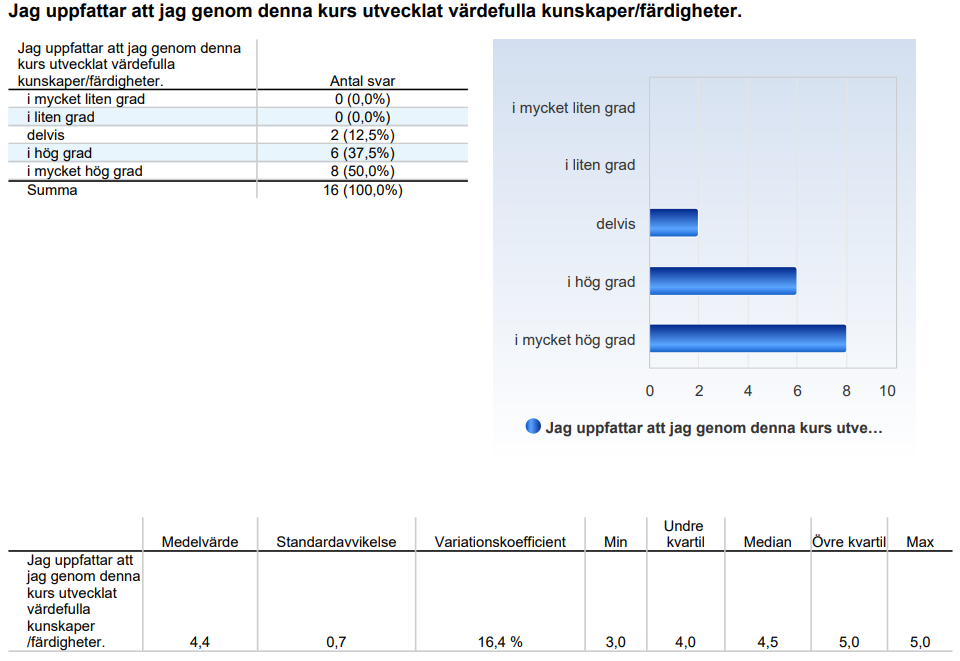 Jag uppfattar att jag genom denna kurs utvecklat värdefulla kunskaper/färdigheter.
Jag uppfattar att jag genom denna
kurs utvecklat värdefulla
kunskaper/färdigheter. Antal svar
i mycket liten grad 0 (0,0%)
i liten grad 0 (0,0%)
delvis 2 (12,5%)
i hög grad 6 (37,5%)
i mycket hög grad 8 (50,0%)
Summa 16 (100,0%)
i mycket liten grad
i liten grad
delvis
i hög grad
i mycket hög grad
0 2 4 6 8 10
Jag uppfattar att jag genom denna kurs utve...
Medelvärde Standardavvikelse Variationskoefficient Min Undre kvartil Median Övre kvartil Max
Jag uppfattar att
jag genom denna
kurs utvecklat
värdefulla
kunskaper
/färdigheter. 4,4 0,7 16,4 % 3,0 4,0 4,5 5,0 5,0